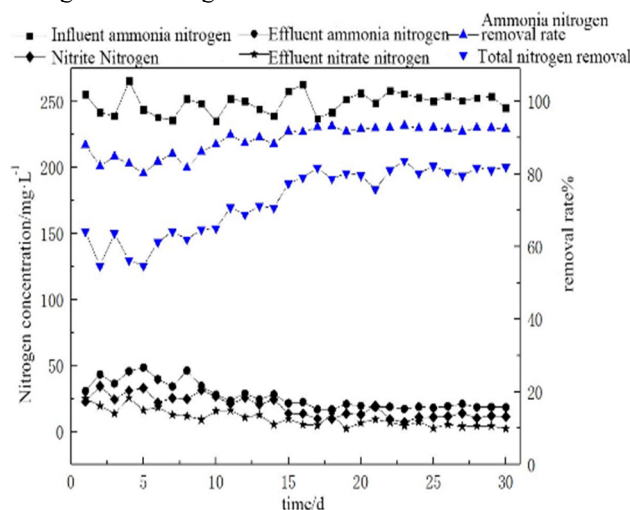 Influent ammonia nitrogen
Effluent ammonia nitrogen
Ammonia nitrogen
removal rate
Nitrite Nitrogen
Effluent nitrate nitrogen
Total nitrogen removal
250
200
150
100
50
0
Nitrogen concentration/mg·L⁻¹
100
80
60
40
20
0
removal rate%
0
5
10
15
20
25
30
time/d